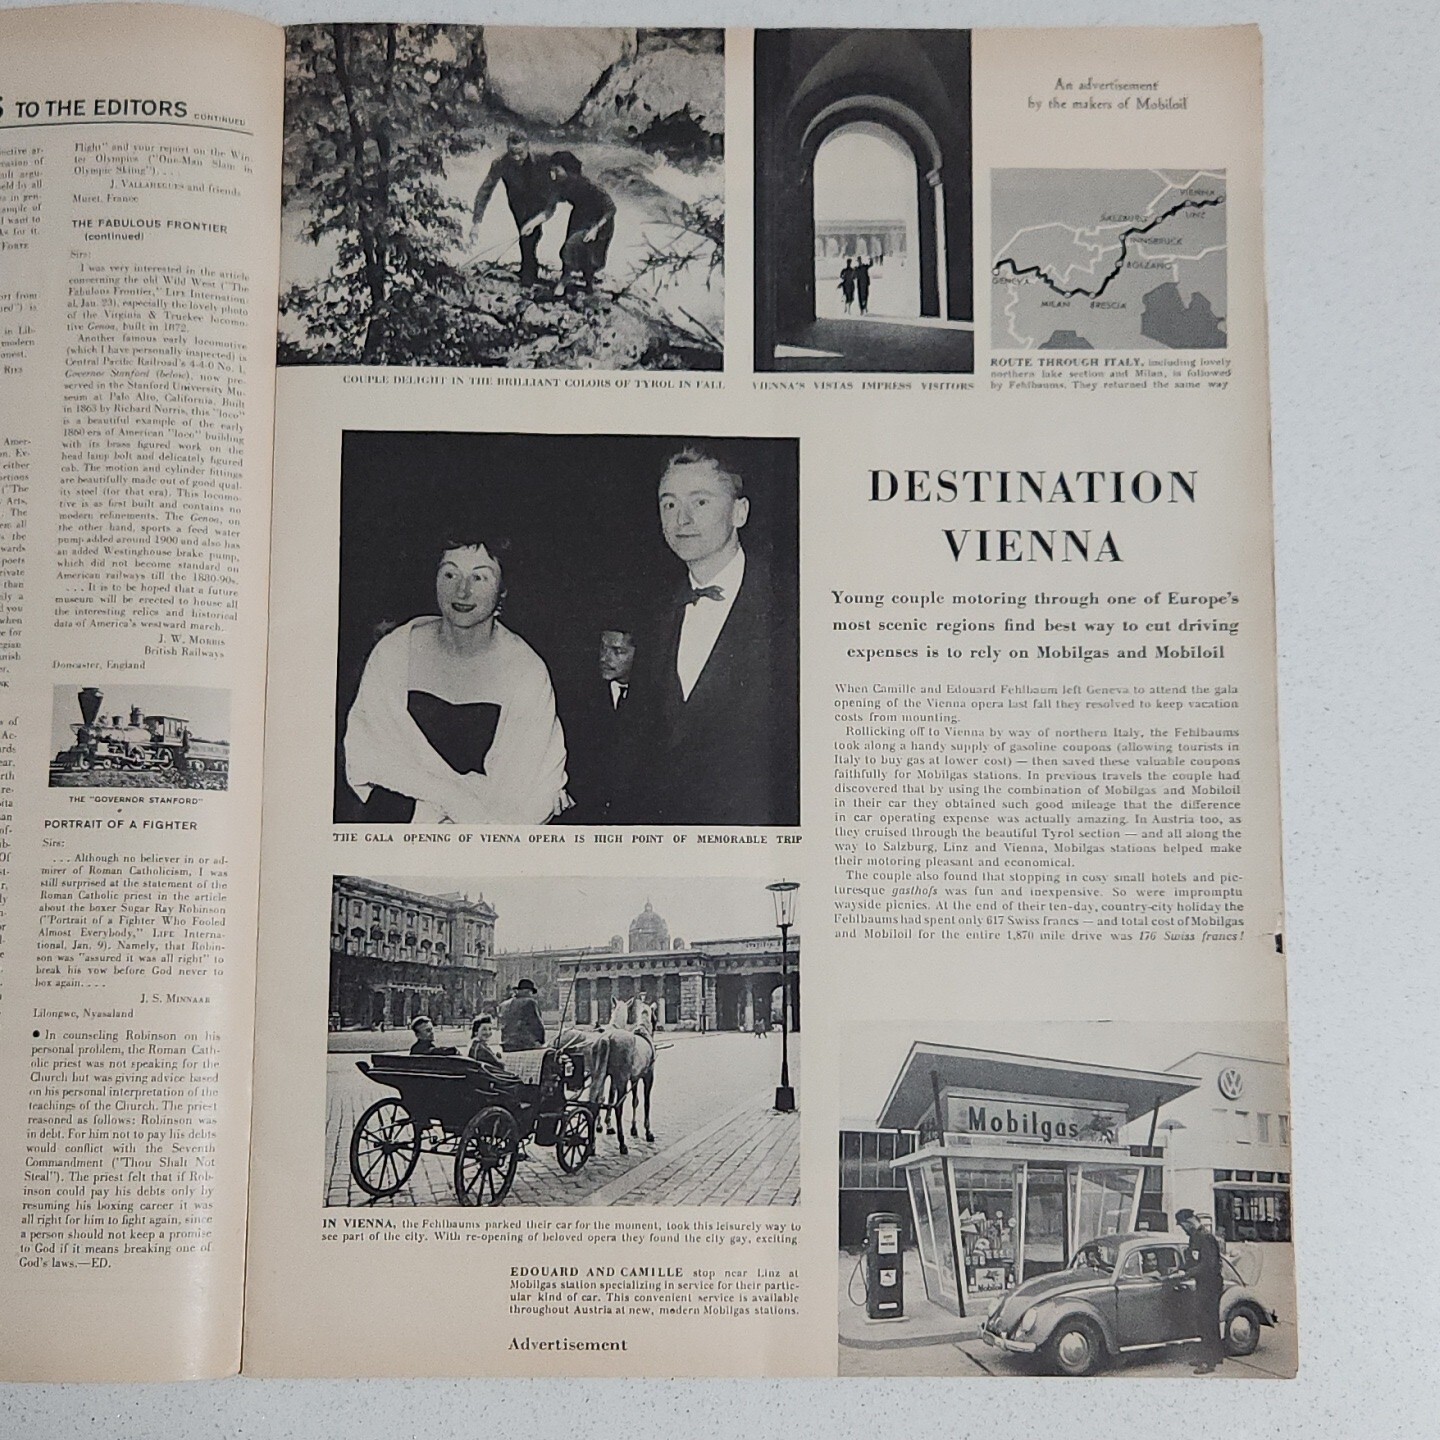 S TO THE EDITORS CONTINUED
Flight" and your report on the Win-
ter Olympics ("One-Man Slam in
Olympic Skiing"). . . .
J. VALLAREGUES and friends
Muret, France
THE FABULOUS FRONTIER
(continued)
Sirs:
I was very interested in the article
concerning the old Wild West ("The
Fabulous Frontier," LIFE Internation-
al, Jan. 23), especially the lovely photo
of the Virginia & Truckee locomo-
tive Genoa, built in 1872.
Another famous early locomotive
(which I have personally inspected) is
Central Pacific Railroad's 4-4-0 No. 1,
Governor Stanford (below), now pre-
served in the Stanford University Mu-
seum at Palo Alto, California. Built
in 1863 by Richard Norris, this "loco"
is a beautiful example of the early
1860 era of American "loco" building
with its brass figured work on the
head lamp bolt and delicately figured
cab. The motion and cylinder fittings
are beautifully made out of good qual-
ity steel (for that era). This locomo-
tive is as first built and contains no
modern refinements. The Genoa, on
the other hand, sports a feed water
pump added around 1900 and also has
an added Westinghouse brake pump,
which did not become standard on
American railways till the 1880-90s.
. . . It is to be hoped that a future
museum will be erected to house all
the interesting relics and historical
data of America's westward march.
J. W. MORRIS
British Railways
Doncaster, England
THE "GOVERNOR STANFORD"
PORTRAIT OF A FIGHTER
Sirs:
. . . Although no believer in or ad-
mirer of Roman Catholicism, I was
still surprised at the statement of the
Roman Catholic priest in the article
about the boxer Sugar Ray Robinson
("Portrait of a Fighter Who Fooled
Almost Everybody," LIFE Interna-
tional, Jan. 9). Namely, that Robin-
son was "assured it was all right" to
break his vow before God never to
box again. . . .
J. S. MINNAAR
Lilongwe, Nyasaland
● In counseling Robinson on his
personal problem, the Roman Cath-
olic priest was not speaking for the
Church but was giving advice based
on his personal interpretation of the
teachings of the Church. The priest
reasoned as follows: Robinson was
in debt. For him not to pay his debts
would conflict with the Seventh
Commandment ("Thou Shalt Not
Steal"). The priest felt that if Rob-
inson could pay his debts only by
resuming his boxing career it was
all right for him to fight again, since
a person should not keep a promise
to God if it means breaking one of
God's laws.—ED.
COUPLE DELIGHT IN THE BRILLIANT COLORS OF TYROL IN FALL
VIENNA'S VISTAS IMPRESS VISITORS
An advertisement
by the makers of Mobiloil
VIENNA
LINZ
SALZBURG
INNSBRUCK
BOLZANO
GENEVA
MILAN
BRESCIA
ROUTE THROUGH ITALY, including lovely
northern lake section and Milan, is followed
by Fehlbaums. They returned the same way
THE GALA OPENING OF VIENNA OPERA IS HIGH POINT OF MEMORABLE TRIP
DESTINATION
VIENNA
Young couple motoring through one of Europe's
most scenic regions find best way to cut driving
expenses is to rely on Mobilgas and Mobiloil
When Camille and Edouard Fehlbaum left Geneva to attend the gala
opening of the Vienna opera last fall they resolved to keep vacation
costs from mounting.
Rollicking off to Vienna by way of northern Italy, the Fehlbaums
took along a handy supply of gasoline coupons (allowing tourists in
Italy to buy gas at lower cost) — then saved these valuable coupons
faithfully for Mobilgas stations. In previous travels the couple had
discovered that by using the combination of Mobilgas and Mobiloil
in their car they obtained such good mileage that the difference
in car operating expense was actually amazing. In Austria too, as
they cruised through the beautiful Tyrol section — and all along the
way to Salzburg, Linz and Vienna, Mobilgas stations helped make
their motoring pleasant and economical.
The couple also found that stopping in cosy small hotels and pic-
turesque gasthofs was fun and inexpensive. So were impromptu
wayside picnics. At the end of their ten-day, country-city holiday the
Fehlbaums had spent only 617 Swiss francs — and total cost of Mobilgas
and Mobiloil for the entire 1,870 mile drive was 176 Swiss francs!
IN VIENNA, the Fehlbaums parked their car for the moment, took this leisurely way to
see part of the city. With re-opening of beloved opera they found the city gay, exciting
EDOUARD AND CAMILLE stop near Linz at
Mobilgas station specializing in service for their partic-
ular kind of car. This convenient service is available
throughout Austria at new, modern Mobilgas stations.
Advertisement
Mobilgas
VW
Mobiloil